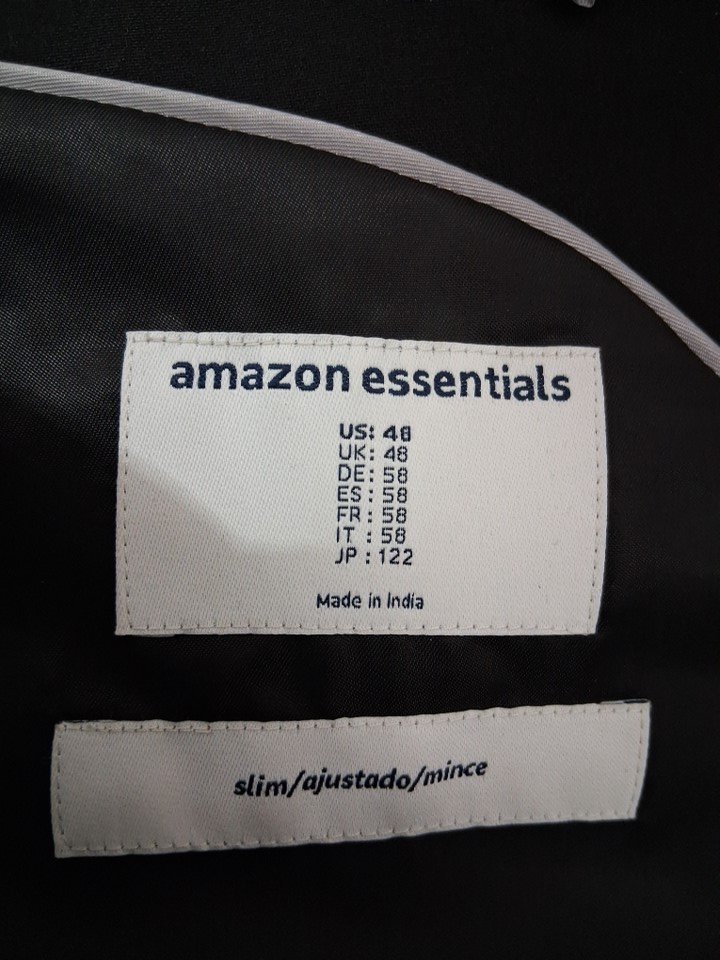 amazon essentials
US: 48
UK: 48
DE: 58
ES: 58
FR: 58
IT : 58
JP : 122
Made in India
slim/ajustado/mince